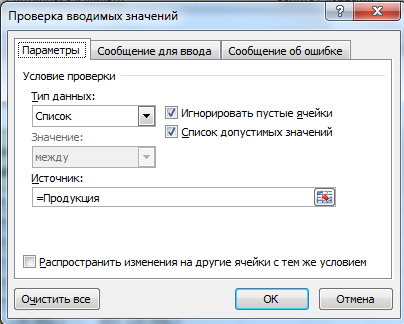 Проверка вводимых значений
Параметры
Сообщение для ввода
Сообщение об ошибке
Условие проверки
Тип данных:
Список
Игнорировать пустые ячейки
Список допустимых значений
Значение:
между
Источник:
=Продукция
Распространить изменения на другие ячейки с тем же условием
Очистить все
ОК
Отмена